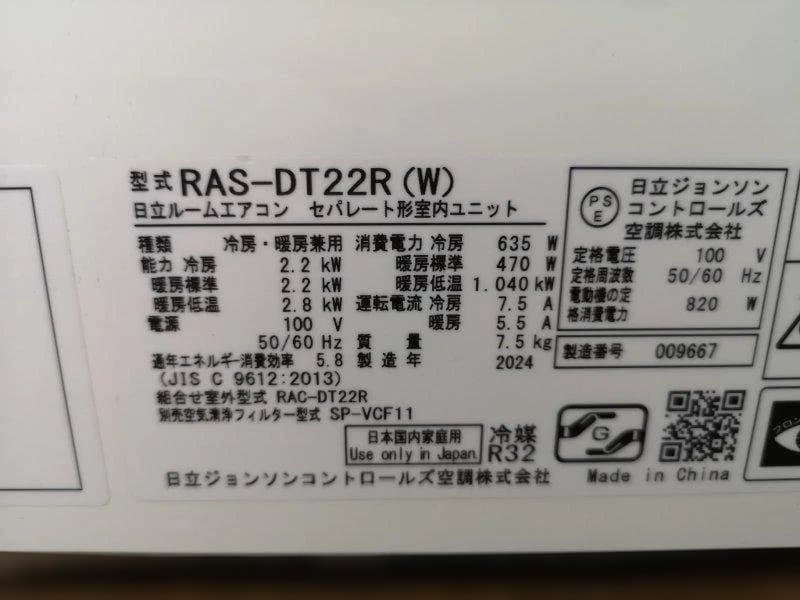 型式 RAS-DT22R(W)
日立ルームエアコン セパレート形室内ユニット
種類 冷房・暖房兼用
能力 冷房 2.2 kW
暖房標準 2.2 kW
暖房低温 2.8 kW
電源 100 V
50/60 Hz
通年エネルギー消費効率 5.8
(JIS C 9612:2013)
消費電力 冷房 635 W
暖房標準 470 W
暖房低温 1.040 kW
運転電流 冷房 7.5 A
暖房 5.5 A
質量 7.5 kg
製造年 2024
組合せ室外型式 RAC-DT22R
別売空気清浄フィルター型式 SP-VCF11
日本国内家庭用
Use only in Japan
冷媒
R32
日立ジョンソンコントロールズ空調株式会社
PS
E
日立ジョンソン
コントロールズ
空調株式会社
定格電圧 100 V
定格周波数 50/60 Hz
電動機の定
格消費電力 820 W
製造番号 009667
G
Made in China
フロン